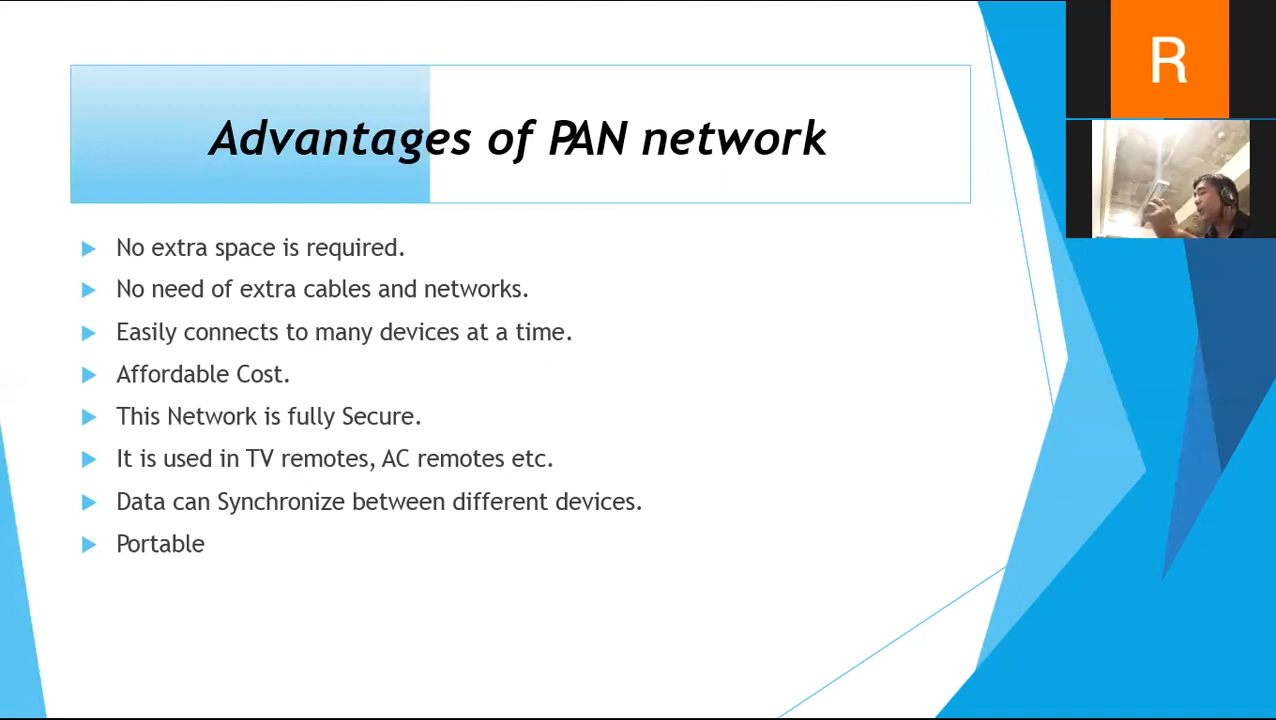 R
Advantages of PAN network
No extra space is required.
No need of extra cables and networks.
Easily connects to many devices at a time.
Affordable Cost.
This Network is fully Secure.
It is used in TV remotes, AC remotes etc.
Data can Synchronize between different devices.
Portable